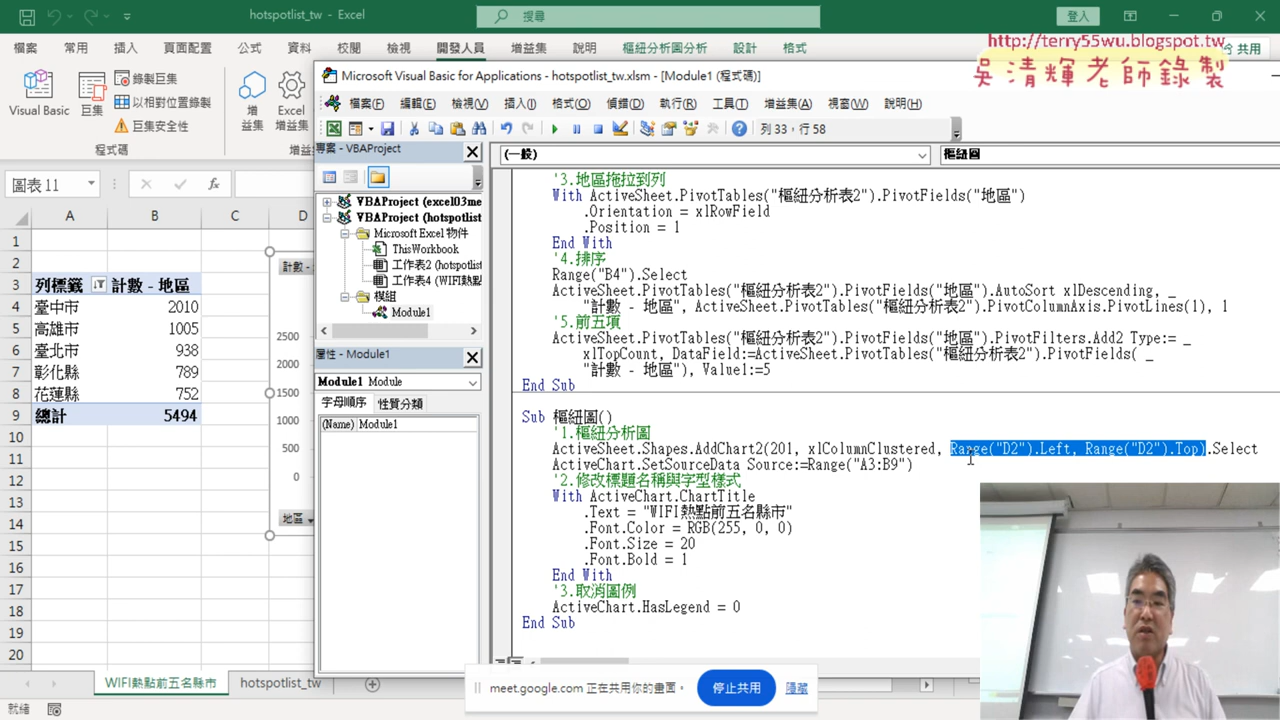 hotspotlist_tw - Excel
搜尋
登入
檔案 常用 插入 頁面配置 公式 資料 校閱 檢視 開發人員 增益集 說明 樞紐分析圖分析 設計 格式 共用
http://terry55wu.blogspot.tw
吳清輝老師錄製
Visual Basic
巨集
錄製巨集
以相對位置錄製
巨集安全性
程式碼
增
益集
Excel
增益集
增益
圖表 11
fx
A B C D
1
2
3 列標籤 計數 - 地區
4 臺中市 2010
5 高雄市 1005
6 臺北市 938
7 彰化縣 789
8 花蓮縣 752
9 總計 5494
10
11
12
13
14
15
16
17
18
19
20
計數 -
2500
2000
1500
1000
500
0
地區
WIFI熱點前五名縣市 hotspotlist_tw
就緒
Microsoft Visual Basic for Applications - hotspotlist_tw.xlsm - [Module1 (程式碼)]
檔案(F) 編輯(E) 檢視(V) 插入(I) 格式(O) 偵錯(D) 執行(R) 工具(T) 增益集(A) 視窗(W) 說明(H)
列 33，行 58
專案 - VBAProject
VBAProject (excel03me
VBAProject (hotspotlist
Microsoft Excel 物件
ThisWorkbook
工作表2 (hotspotl
工作表4 (WIFI熱
模組
Module1
屬性 - Module1
Module1 Module
字母順序 性質分類
(Name) Module1
(一般) 樞紐圖
'3.地區拖拉到列
With ActiveSheet.PivotTables("樞紐分析表2").PivotFields("地區")
.Orientation = xlRowField
.Position = 1
End With
'4.排序
Range("B4").Select
ActiveSheet.PivotTables("樞紐分析表2").PivotFields("地區").AutoSort xlDescending, _
"計數 - 地區", ActiveSheet.PivotTables("樞紐分析表2").PivotColumnAxis.PivotLines(1), 1
'5.前五項
ActiveSheet.PivotTables("樞紐分析表2").PivotFields("地區").PivotFilters.Add2 Type:= _
xlTopCount, DataField:=ActiveSheet.PivotTables("樞紐分析表2").PivotFields( _
"計數 - 地區"), Value1:=5
End Sub
Sub 樞紐圖()
'1.樞紐分析圖
ActiveSheet.Shapes.AddChart2(201, xlColumnClustered, Range("D2").Left, Range("D2").Top).Select
ActiveChart.SetSourceData Source:=Range("A3:B9")
'2.修改標題名稱與字型樣式
With ActiveChart.ChartTitle
.Text = "WIFI熱點前五名縣市"
.Font.Color = RGB(255, 0, 0)
.Font.Size = 20
.Font.Bold = 1
End With
'3.取消圖例
ActiveChart.HasLegend = 0
End Sub
meet.google.com 正在共用你的畫面。 停止共用 隱藏